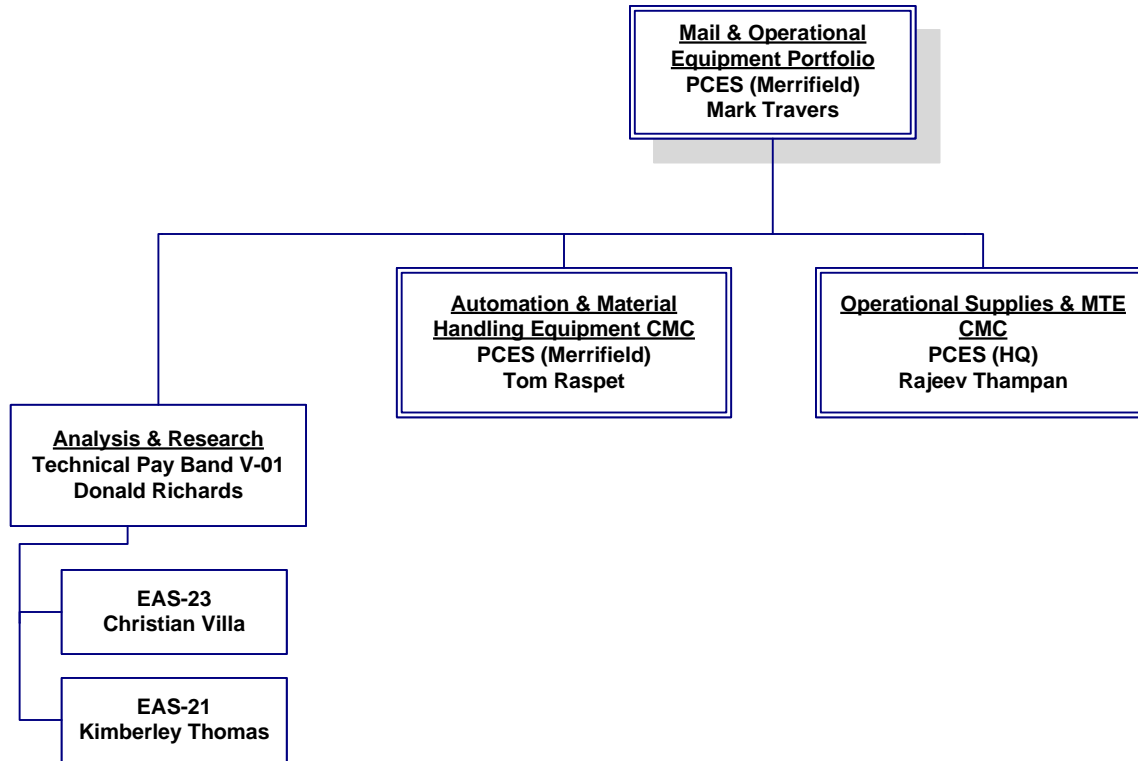 Mail & Operational
Equipment Portfolio
PCES (Merrifield)
Mark Travers
Automation & Material
Handling Equipment CMC
PCES (Merrifield)
Tom Raspet
Operational Supplies & MTE
CMC
PCES (HQ)
Rajeev Thampan
Analysis & Research
Technical Pay Band V-01
Donald Richards
EAS-23
Christian Villa
EAS-21
Kimberley Thomas